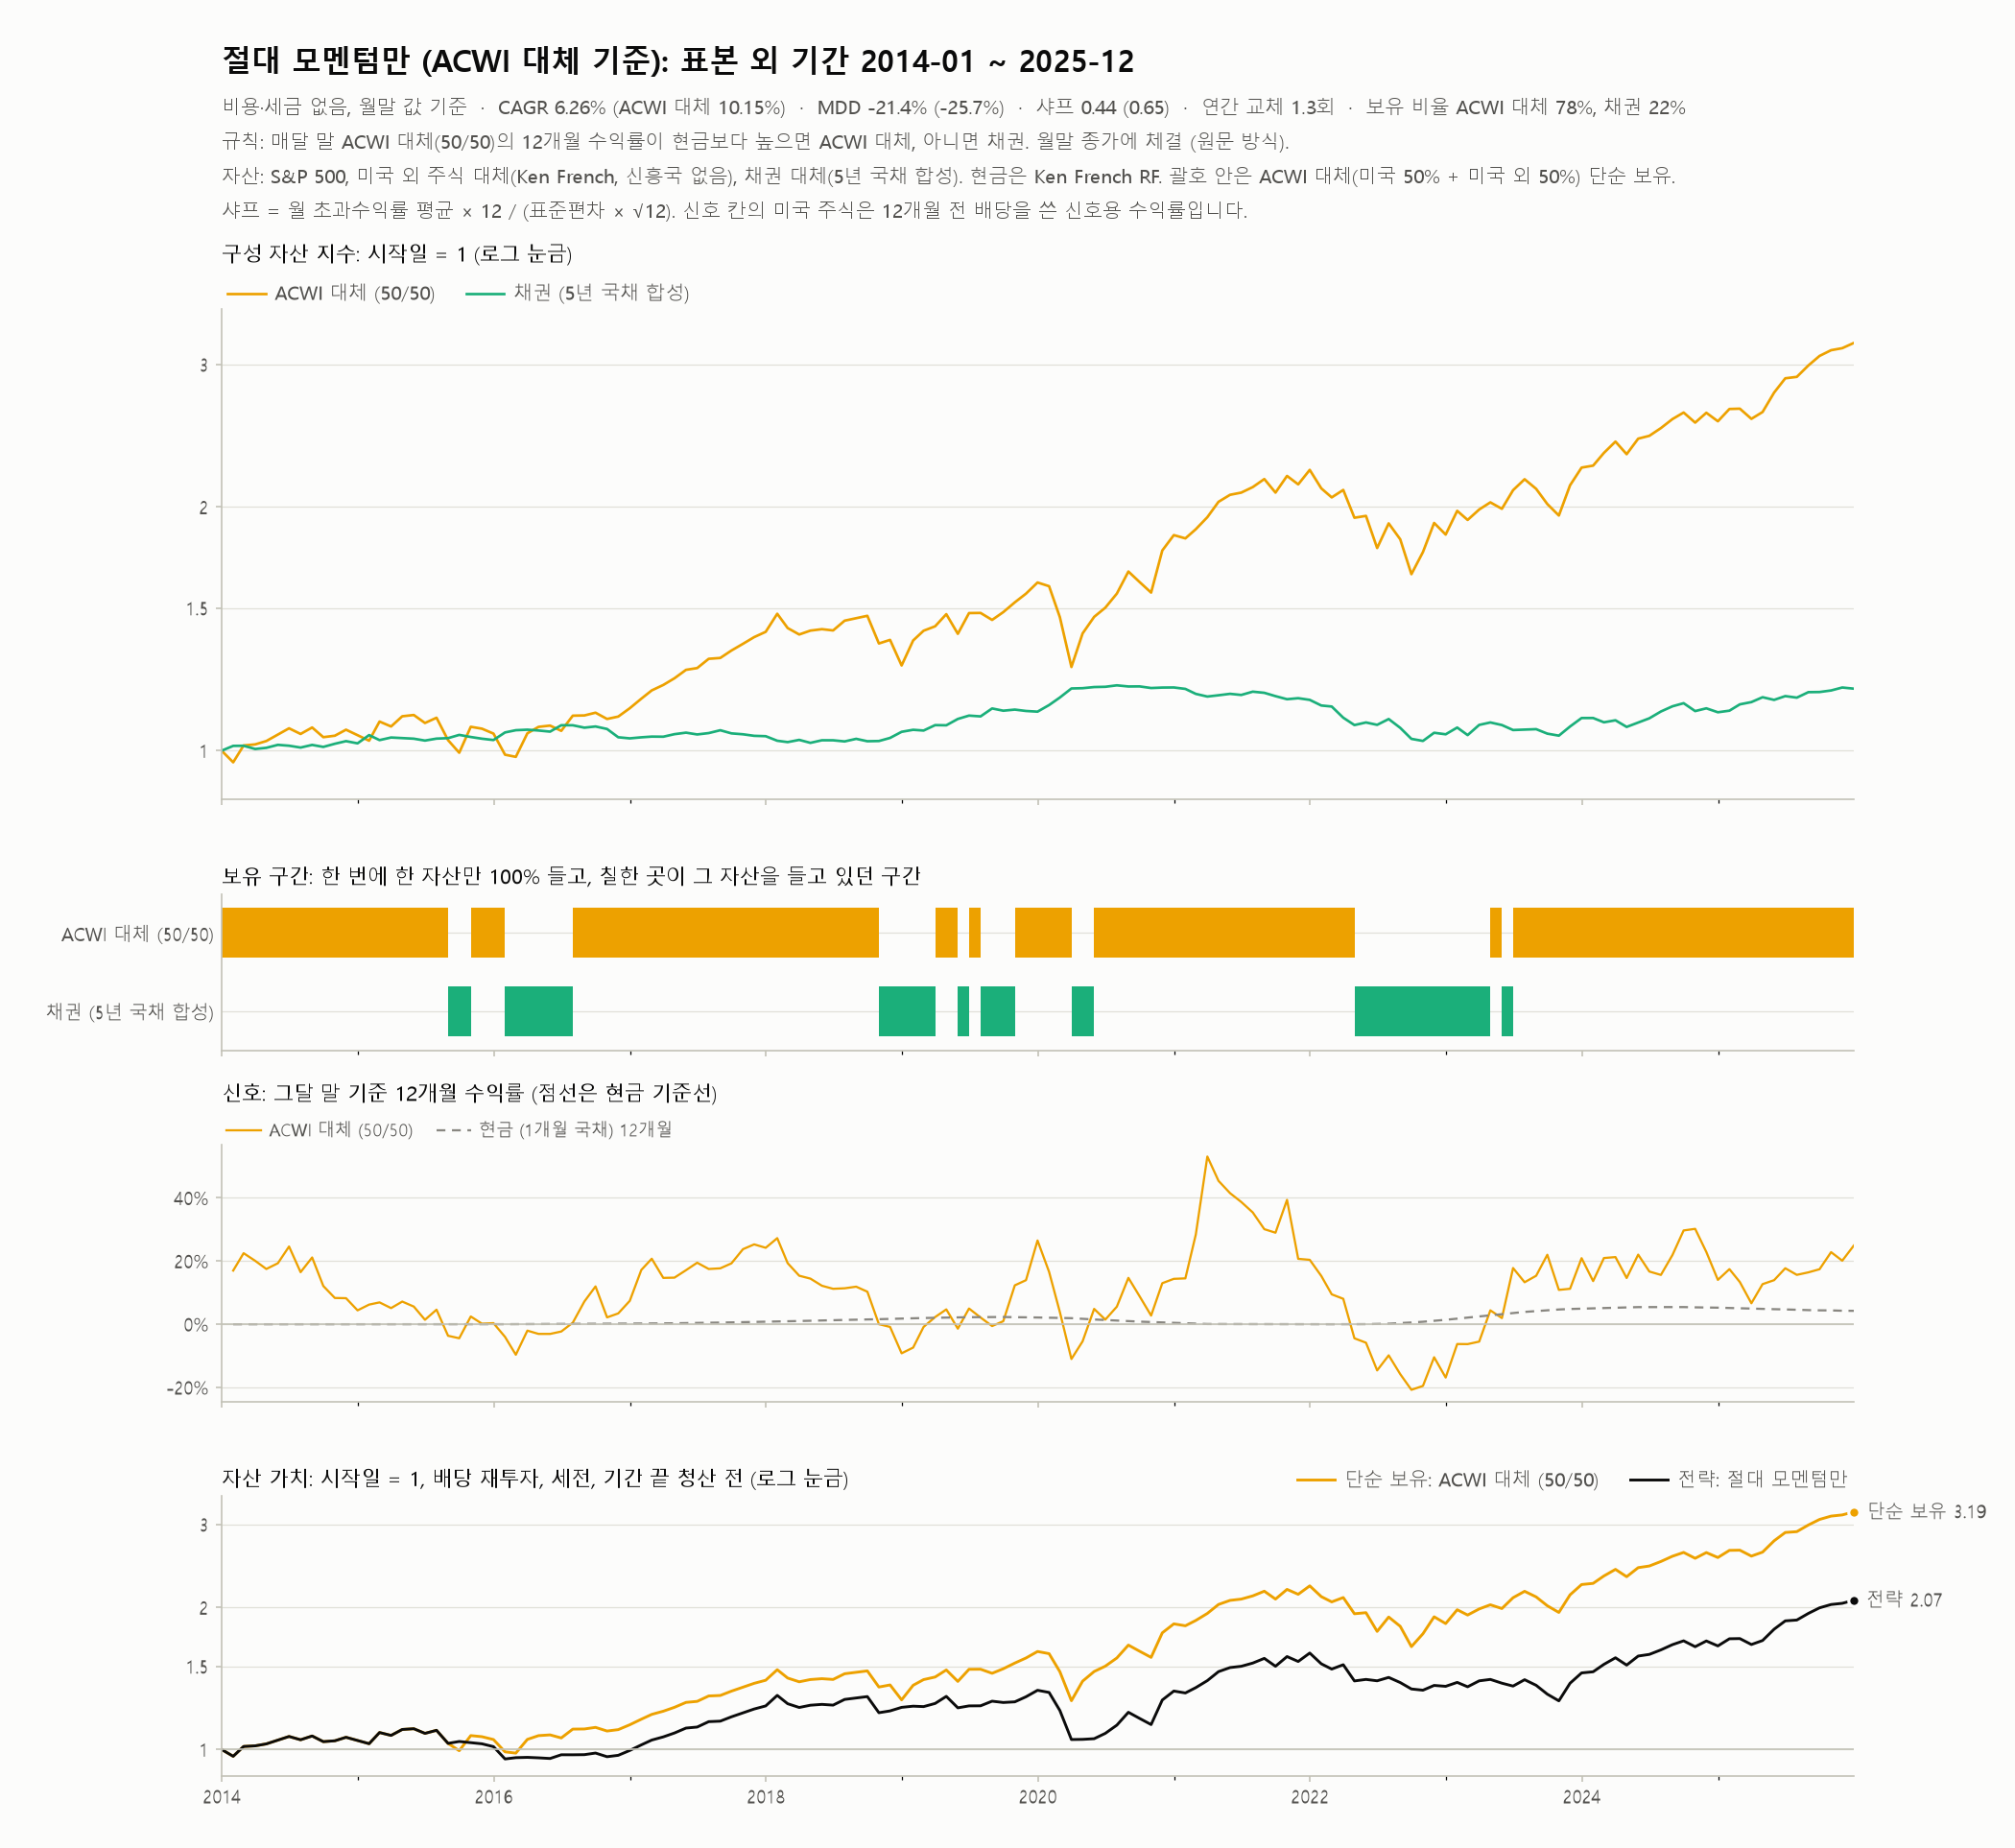 절대 모멘텀만 (ACWI 대체 기준): 표본 외 기간 2014-01 ~ 2025-12
비용·세금 없음, 월말 값 기준 · CAGR 6.26% (ACWI 대체 10.15%) · MDD -21.4% (-25.7%) · 샤프 0.44 (0.65) · 연간 교체 1.3회 · 보유 비율 ACWI 대체 78%, 채권 22%
규칙: 매달 말 ACWI 대체(50/50)의 12개월 수익률이 현금보다 높으면 ACWI 대체, 아니면 채권. 월말 종가에 체결 (원문 방식).
자산: S&P 500, 미국 외 주식 대체(Ken French, 신흥국 없음), 채권 대체(5년 국채 합성). 현금은 Ken French RF. 괄호 안은 ACWI 대체(미국 50% + 미국 외 50%) 단순 보유.
샤프 = 월 초과수익률 평균 × 12 / (표준편차 × √12). 신호 칸의 미국 주식은 12개월 전 배당을 쓴 신호용 수익률입니다.
구성 자산 지수: 시작일 = 1 (로그 눈금)
ACWI 대체 (50/50) 채권 (5년 국채 합성)
3
2
1.5
1
보유 구간: 한 번에 한 자산만 100% 들고, 칠한 곳이 그 자산을 들고 있던 구간
ACWI 대체 (50/50)
채권 (5년 국채 합성)
신호: 그달 말 기준 12개월 수익률 (점선은 현금 기준선)
ACWI 대체 (50/50) 현금 (1개월 국채) 12개월
40%
20%
0%
-20%
자산 가치: 시작일 = 1, 배당 재투자, 세전, 기간 끝 청산 전 (로그 눈금)
단순 보유: ACWI 대체 (50/50) 전략: 절대 모멘텀만
3
2
1.5
1
단순 보유 3.19
전략 2.07
2014 2016 2018 2020 2022 2024